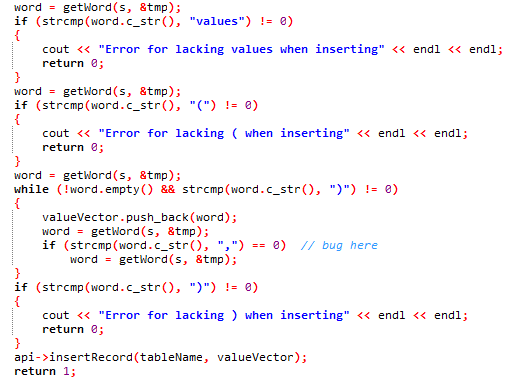 word = getWord(s, &tmp);
if (strcmp(word.c_str(), "values") != 0)
{
    cout << "Error for lacking values when inserting" << endl << endl;
    return 0;
}
word = getWord(s, &tmp);
if (strcmp(word.c_str(), "(") != 0)
{
    cout << "Error for lacking ( when inserting" << endl << endl;
    return 0;
}
word = getWord(s, &tmp);
while (!word.empty() && strcmp(word.c_str(), ")") != 0)
{
    valueVector.push_back(word);
    word = getWord(s, &tmp);
    if (strcmp(word.c_str(), ",") == 0)  // bug here
        word = getWord(s, &tmp);
}
if (strcmp(word.c_str(), ")") != 0)
{
    cout << "Error for lacking ) when inserting" << endl << endl;
    return 0;
}
api->insertRecord(tableName, valueVector);
return 1;